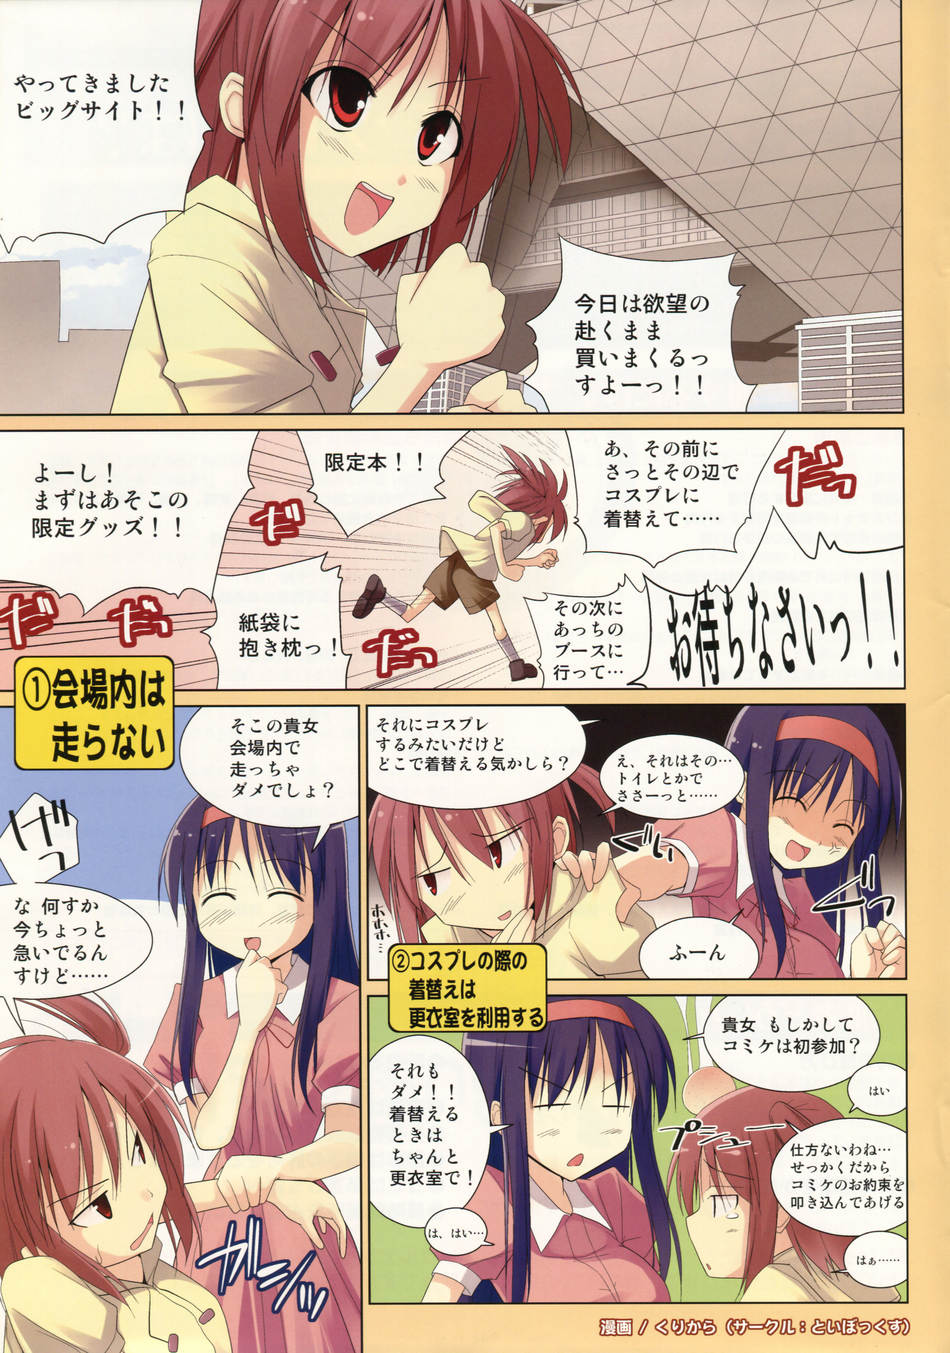 やってきました
ビッグサイト！！
今日は欲望の
赴くまま
買いまくるっ
すよーっ！！
よーし！
まずはあそこの
限定グッズ！！
だっ
限定本！！
紙袋に
抱き枕っ！
だっ
だっ
だっ
あ、その前に
さっとその辺で
コスプレに
着替えて……
その次に
あっちの
ブースに
行って…
だっ
お待ちなさいっ！！
①会場内は
走らない
そこの貴女
会場内で
走っちゃ
ダメでしょ？
げっ
な 何すか
今ちょっと
急いでるん
すけど……
ガシッ
それにコスプレ
するみたいだけど
どこで着替える気かしら？
え、それはその…
トイレとかで
ささーっと……
ぐい
ぐっ
ホホホ…
ふーん
②コスプレの際の
着替えは
更衣室を利用する
それも
ダメ！！
着替える
ときは
ちゃんと
更衣室で！
は、はい…
貴女 もしかして
コミケは初参加？
はい
プシュー
仕方ないわね…
せっかくだから
コミケのお約束を
叩き込んであげる
はぁ……
漫画 / くりから（サークル：といぼっくす）